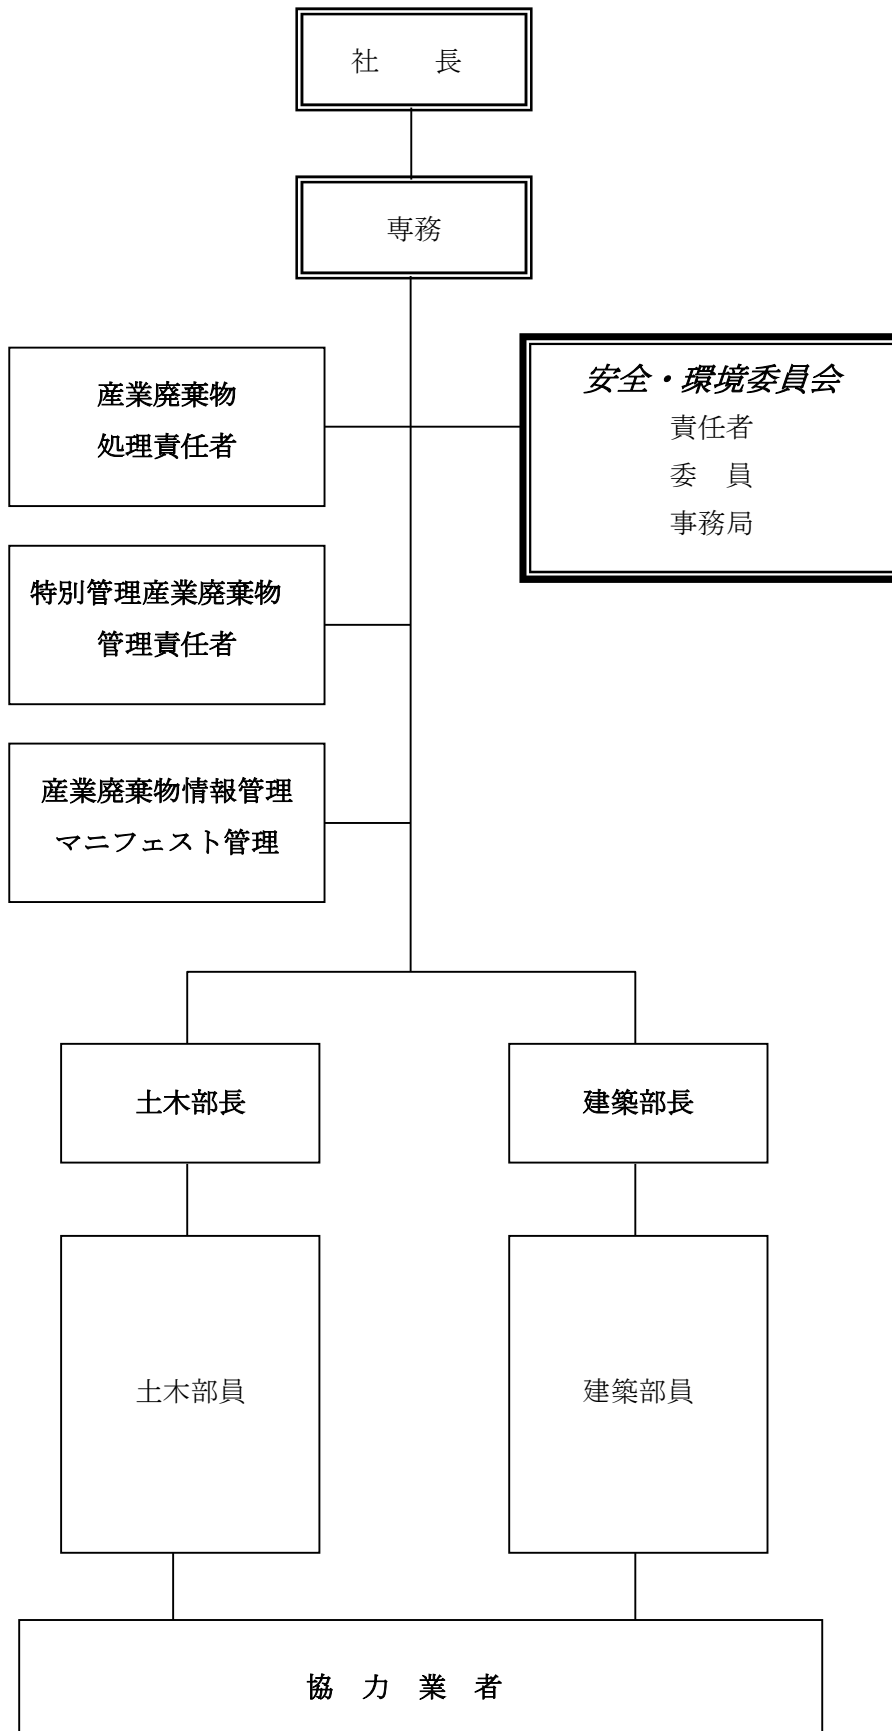 社　　長
専務
産業廃棄物
処理責任者
安全・環境委員会
責任者
委　員
事務局
特別管理産業廃棄物
管理責任者
産業廃棄物情報管理
マニフェスト管理
土木部長
建築部長
土木部員
建築部員
協　力　業　者